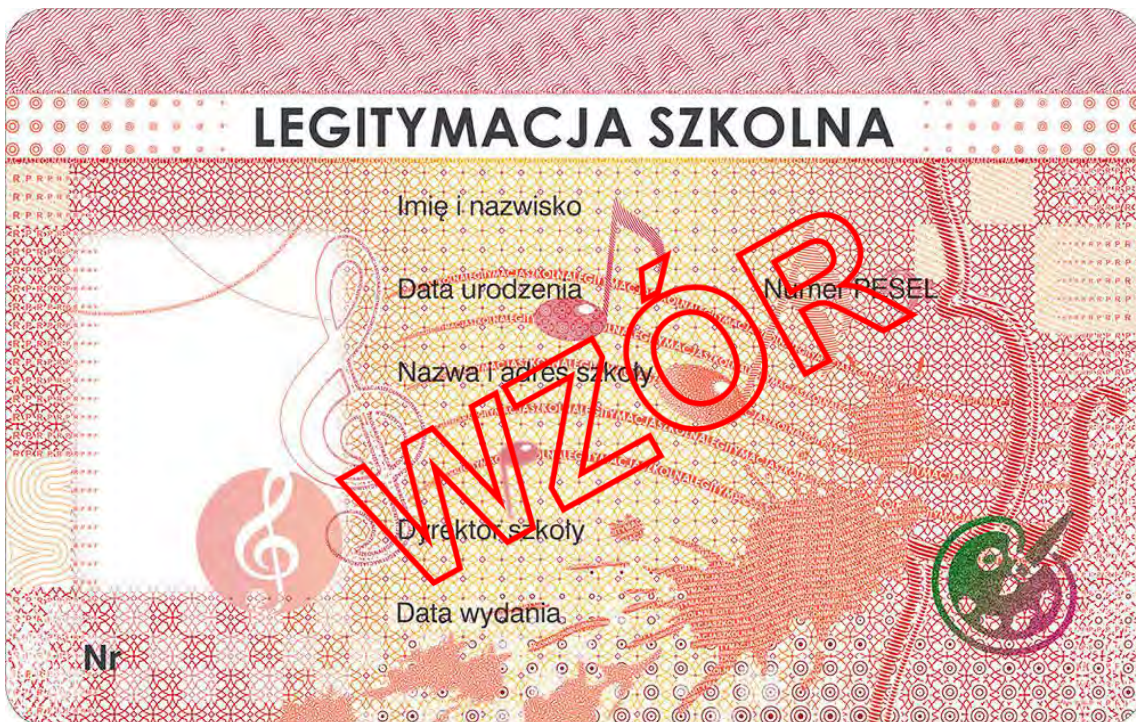 LEGITYMACJA SZKOLNA
Imię i nazwisko
Data urodzenia
Numer PESEL
Nazwa i adres szkoły
WZÓR
Dyrektor szkoły
Data wydania
Nr